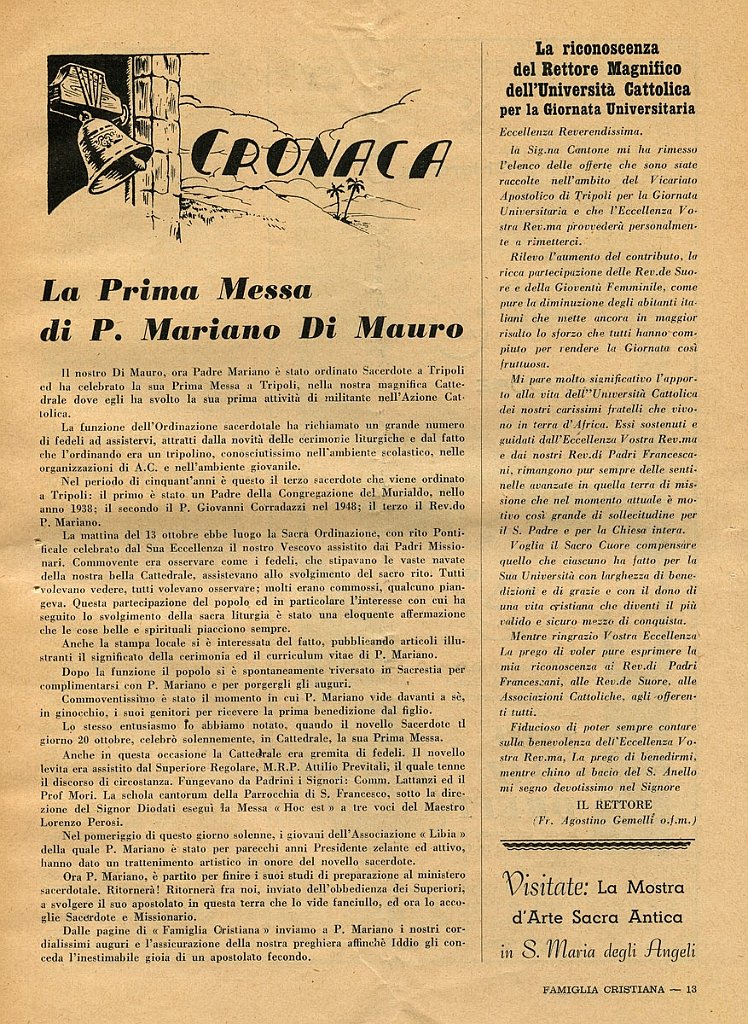 CRONACA
La Prima Messa
di P. Mariano Di Mauro
Il nostro Di Mauro, ora Padre Mariano è stato ordinato Sacerdote a Tripoli
ed ha celebrato la sua Prima Messa a Tripoli, nella nostra magnifica Catte-
drale dove egli ha svolto la sua prima attività di militante nell'Azione Cat-
tolica.
La funzione dell'Ordinazione sacerdotale ha richiamato un grande numero
di fedeli ad assistervi, attratti dalla novità delle cerimonie liturgiche e dal fatto
che l'ordinando era un tripolino, conosciutissimo nell'ambiente scolastico, nelle
organizzazioni di A.C. e nell'ambiente giovanile.
Nel periodo di cinquant'anni è questo il terzo sacerdote che viene ordinato
a Tripoli: il primo è stato un Padre della Congregazione del Murialdo, nello
anno 1938; il secondo il P. Giovanni Corradazzi nel 1948; il terzo il Rev.do
P. Mariano.
La mattina del 13 ottobre ebbe luogo la Sacra Ordinazione, con rito Ponti-
ficale celebrato dal Sua Eccellenza il nostro Vescovo assistito dai Padri Missio-
nari. Commovente era osservare come i fedeli, che stipavano le vaste navate
della nostra bella Cattedrale, assistevano allo svolgimento del sacro rito. Tutti
volevano vedere, tutti volevano osservare; molti erano commossi, qualcuno pian-
geva. Questa partecipazione del popolo ed in particolare l'interesse con cui ha
seguito lo svolgimento della sacra liturgia è stato una eloquente affermazione
che le cose belle e spirituali piacciono sempre.
Anche la stampa locale si è interessata del fatto, pubblicando articoli illu-
stranti il significato della cerimonia ed il curriculum vitae di P. Mariano.
Dopo la funzione il popolo si è spontaneamente riversato in Sacrestia per
complimentarsi con P. Mariano e per porgergli gli auguri.
Commoventissimo è stato il momento in cui P. Mariano vide davanti a sè,
in ginocchio, i suoi genitori per ricevere la prima benedizione dal figlio.
Lo stesso entusiasmo lo abbiamo notato, quando il novello Sacerdote il
giorno 20 ottobre, celebrò solennemente, in Cattedrale, la sua Prima Messa.
Anche in questa occasione la Cattedrale era gremita di fedeli. Il novello
levita era assistito dal Superiore Regolare, M.R.P. Attilio Previtali, il quale tenne
il discorso di circostanza. Fungevano da Padrini i Signori: Comm. Lattanzi ed il
Prof Mori. La schola cantorum della Parrocchia di S. Francesco, sotto la dire-
zione del Signor Diodati eseguì la Messa « Hoc est » a tre voci del Maestro
Lorenzo Perosi.
Nel pomeriggio di questo giorno solenne, i giovani dell'Associazione « Libia »
della quale P. Mariano è stato per parecchi anni Presidente zelante ed attivo,
hanno dato un trattenimento artistico in onore del novello sacerdote.
Ora P. Mariano, è partito per finire i suoi studi di preparazione al ministero
sacerdotale. Ritornerà! Ritornerà fra noi, inviato dell'obbedienza dei Superiori,
a svolgere il suo apostolato in questa terra che lo vide fanciullo, ed ora lo acco-
glie Sacerdote e Missionario.
Dalle pagine di « Famiglia Cristiana » inviamo a P. Mariano i nostri cor-
dialissimi auguri e l'assicurazione della nostra preghiera affinchè Iddio gli con-
ceda l'inestimabile gioia di un apostolato fecondo.
La riconoscenza
del Rettore Magnifico
dell'Università Cattolica
per la Giornata Universitaria
Eccellenza Reverendissima.
la Sig.na Cantone mi ha rimesso
l'elenco delle offerte che sono state
raccolte nell'ambito del Vicariato
Apostolico di Tripoli per la Giornata
Universitaria e che l'Eccellenza Vo-
stra Rev.ma provvederà personalmen-
te a rimetterci.
Rilevo l'aumento del contributo, la
ricca partecipazione delle Rev.de Suo-
re e della Gioventù Femminile, come
pure la diminuzione degli abitanti ita-
liani che mette ancora in maggior
risalto lo sforzo che tutti hanno com-
piuto per rendere la Giornata così
fruttuosa.
Mi pare molto significativo l'appor-
to alla vita dell''Università Cattolica
dei nostri carissimi fratelli che vivo-
no in terra d'Africa. Essi sostenuti e
guidati dall'Eccellenza Vostra Rev.ma
e dai nostri Rev.di Padri Francesca-
ni, rimangono pur sempre delle senti-
nelle avanzate in quella terra di mis-
sione che nel momento attuale è mo-
tivo così grande di sollecitudine per
il S. Padre e per la Chiesa intera.
Voglia il Sacro Cuore compensare
quello che ciascuno ha fatto per la
Sua Università con larghezza di bene-
dizioni e di grazie e con il dono di
una vita cristiana che diventi il più
valido e sicuro mezzo di conquista.
Mentre ringrazio Vostra Eccellenza
La prego di voler pure esprimere la
mia riconoscenza ai Rev.di Padri
Francescani, alle Rev.de Suore, alle
Associazioni Cattoliche, agli offeren-
ti tutti.
Fiducioso di poter sempre contare
sulla benevolenza dell'Eccellenza Vo-
stra Rev.ma, La prego di benedirmi,
mentre chino al bacio del S. Anello
mi segno devotissimo nel Signore
IL RETTORE
(Fr. Agostino Gemelli o.f.m.)
Visitate: La Mostra
d'Arte Sacra Antica
in S. Maria degli Angeli
FAMIGLIA CRISTIANA — 13